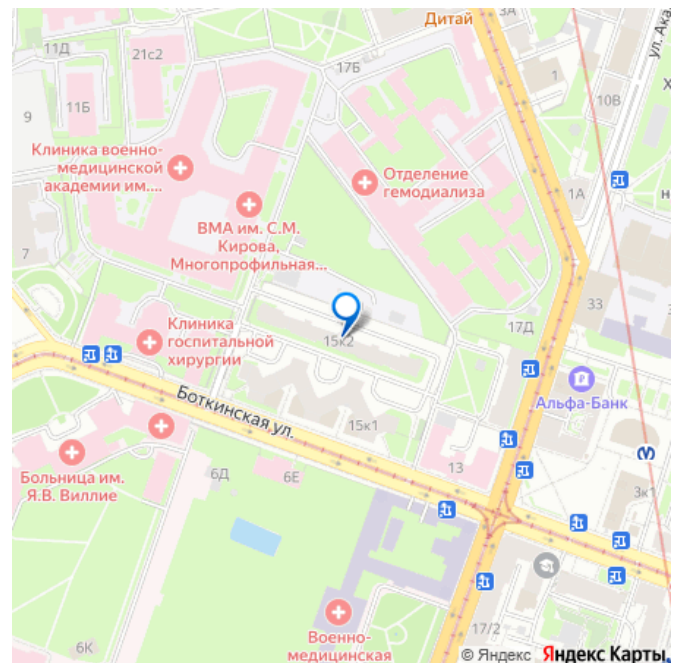 Дитай
3А
11Д
21с2
17Б
1
ул. Ака
9
11Б
10В
Х
Клиника военно-
медицинской
академии им....
Отделение
гемодиализа
1А
н
ВМА им. С.М.
Кирова,
Многопрофильная...
7
33
Клиника
госпитальной
хирургии
15к2
17Д
Альфа-Банк
Боткинская ул.
15к1
13
Больница им.
Я.В. Виллие
6Д
6Е
3к1
6К
Военно-
медицинская
17/2
© Яндекс Яндекс Карты